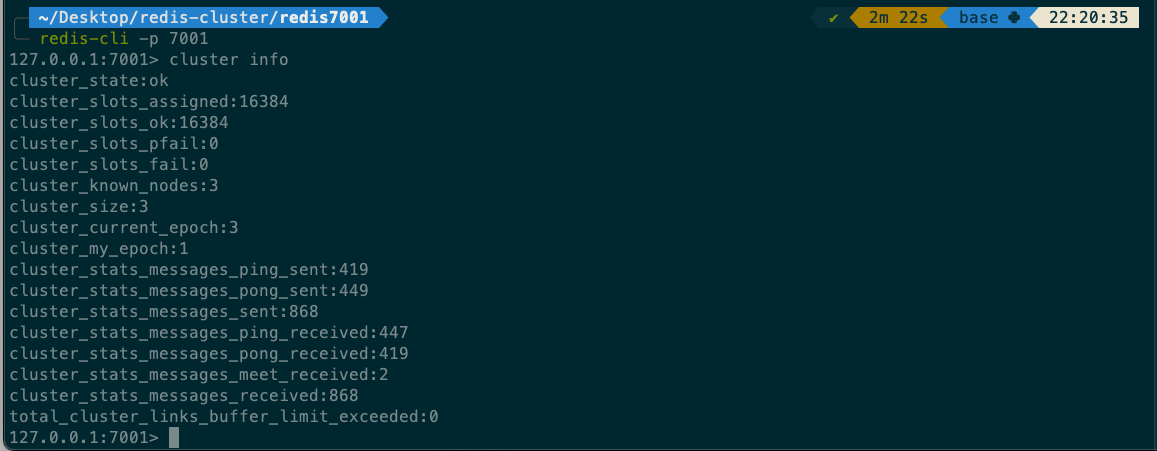 ~/Desktop/redis-cluster/redis7001 ✔ 2m 22s base 22:20:35
redis-cli -p 7001
127.0.0.1:7001> cluster info
cluster_state:ok
cluster_slots_assigned:16384
cluster_slots_ok:16384
cluster_slots_pfail:0
cluster_slots_fail:0
cluster_known_nodes:3
cluster_size:3
cluster_current_epoch:3
cluster_my_epoch:1
cluster_stats_messages_ping_sent:419
cluster_stats_messages_pong_sent:449
cluster_stats_messages_sent:868
cluster_stats_messages_ping_received:447
cluster_stats_messages_pong_received:419
cluster_stats_messages_meet_received:2
cluster_stats_messages_received:868
total_cluster_links_buffer_limit_exceeded:0
127.0.0.1:7001>